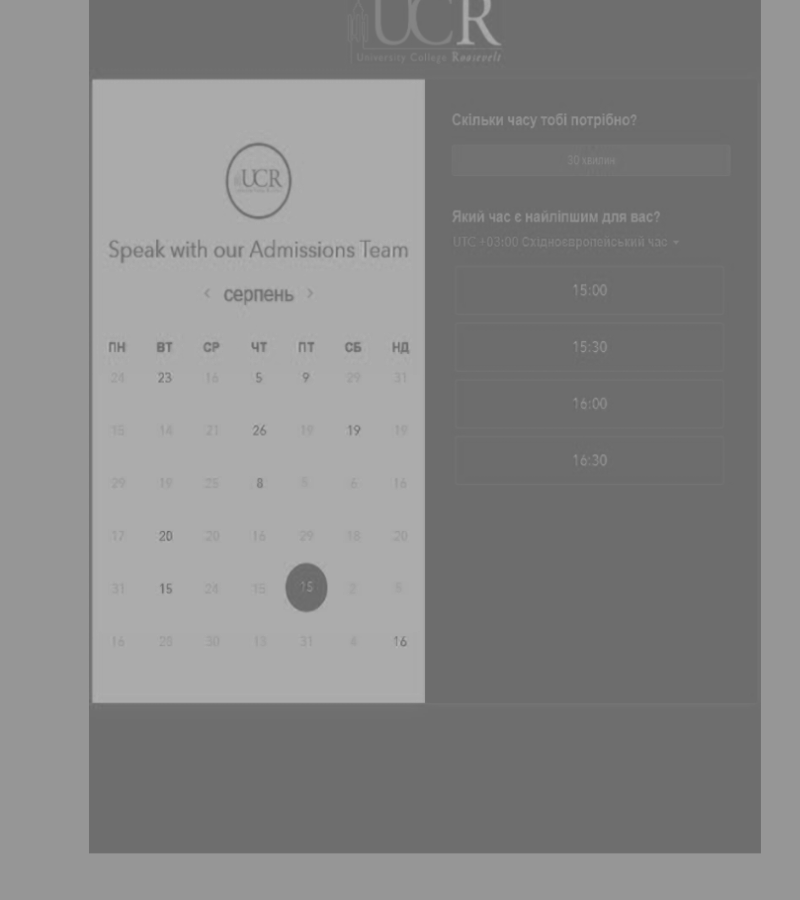 UCR
University College Roosevelt
UCR
Speak with our Admissions Team
< серпень >
ПН ВТ СР ЧТ ПТ СБ НД
24 23 16 5 9 29 31
15 14 21 26 19 19 19
29 19 25 8 6 16
17 20 20 16 29 18 20
31 15 24 15 15 2
16 25 30 13 31 4 16
Скільки часу тобі потрібно?
30 хвилин
Який час є найліпшим для вас?
UTC +03:00 Східноєвропейський час
15:00
15:30
16:00
16:30